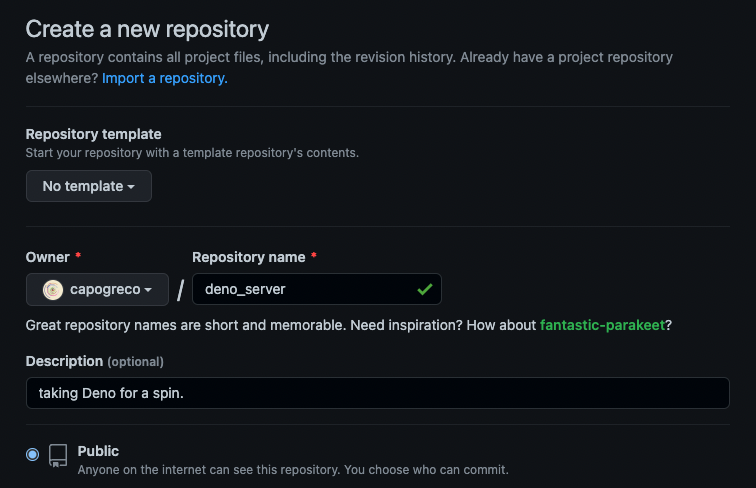 Create a new repository
A repository contains all project files, including the revision history. Already have a project repository
elsewhere? Import a repository.
Repository template
Start your repository with a template repository's contents.
No template
Owner * Repository name *
capogreco / deno_server
Great repository names are short and memorable. Need inspiration? How about fantastic-parakeet?
Description (optional)
taking Deno for a spin.
Public
Anyone on the internet can see this repository. You choose who can commit.